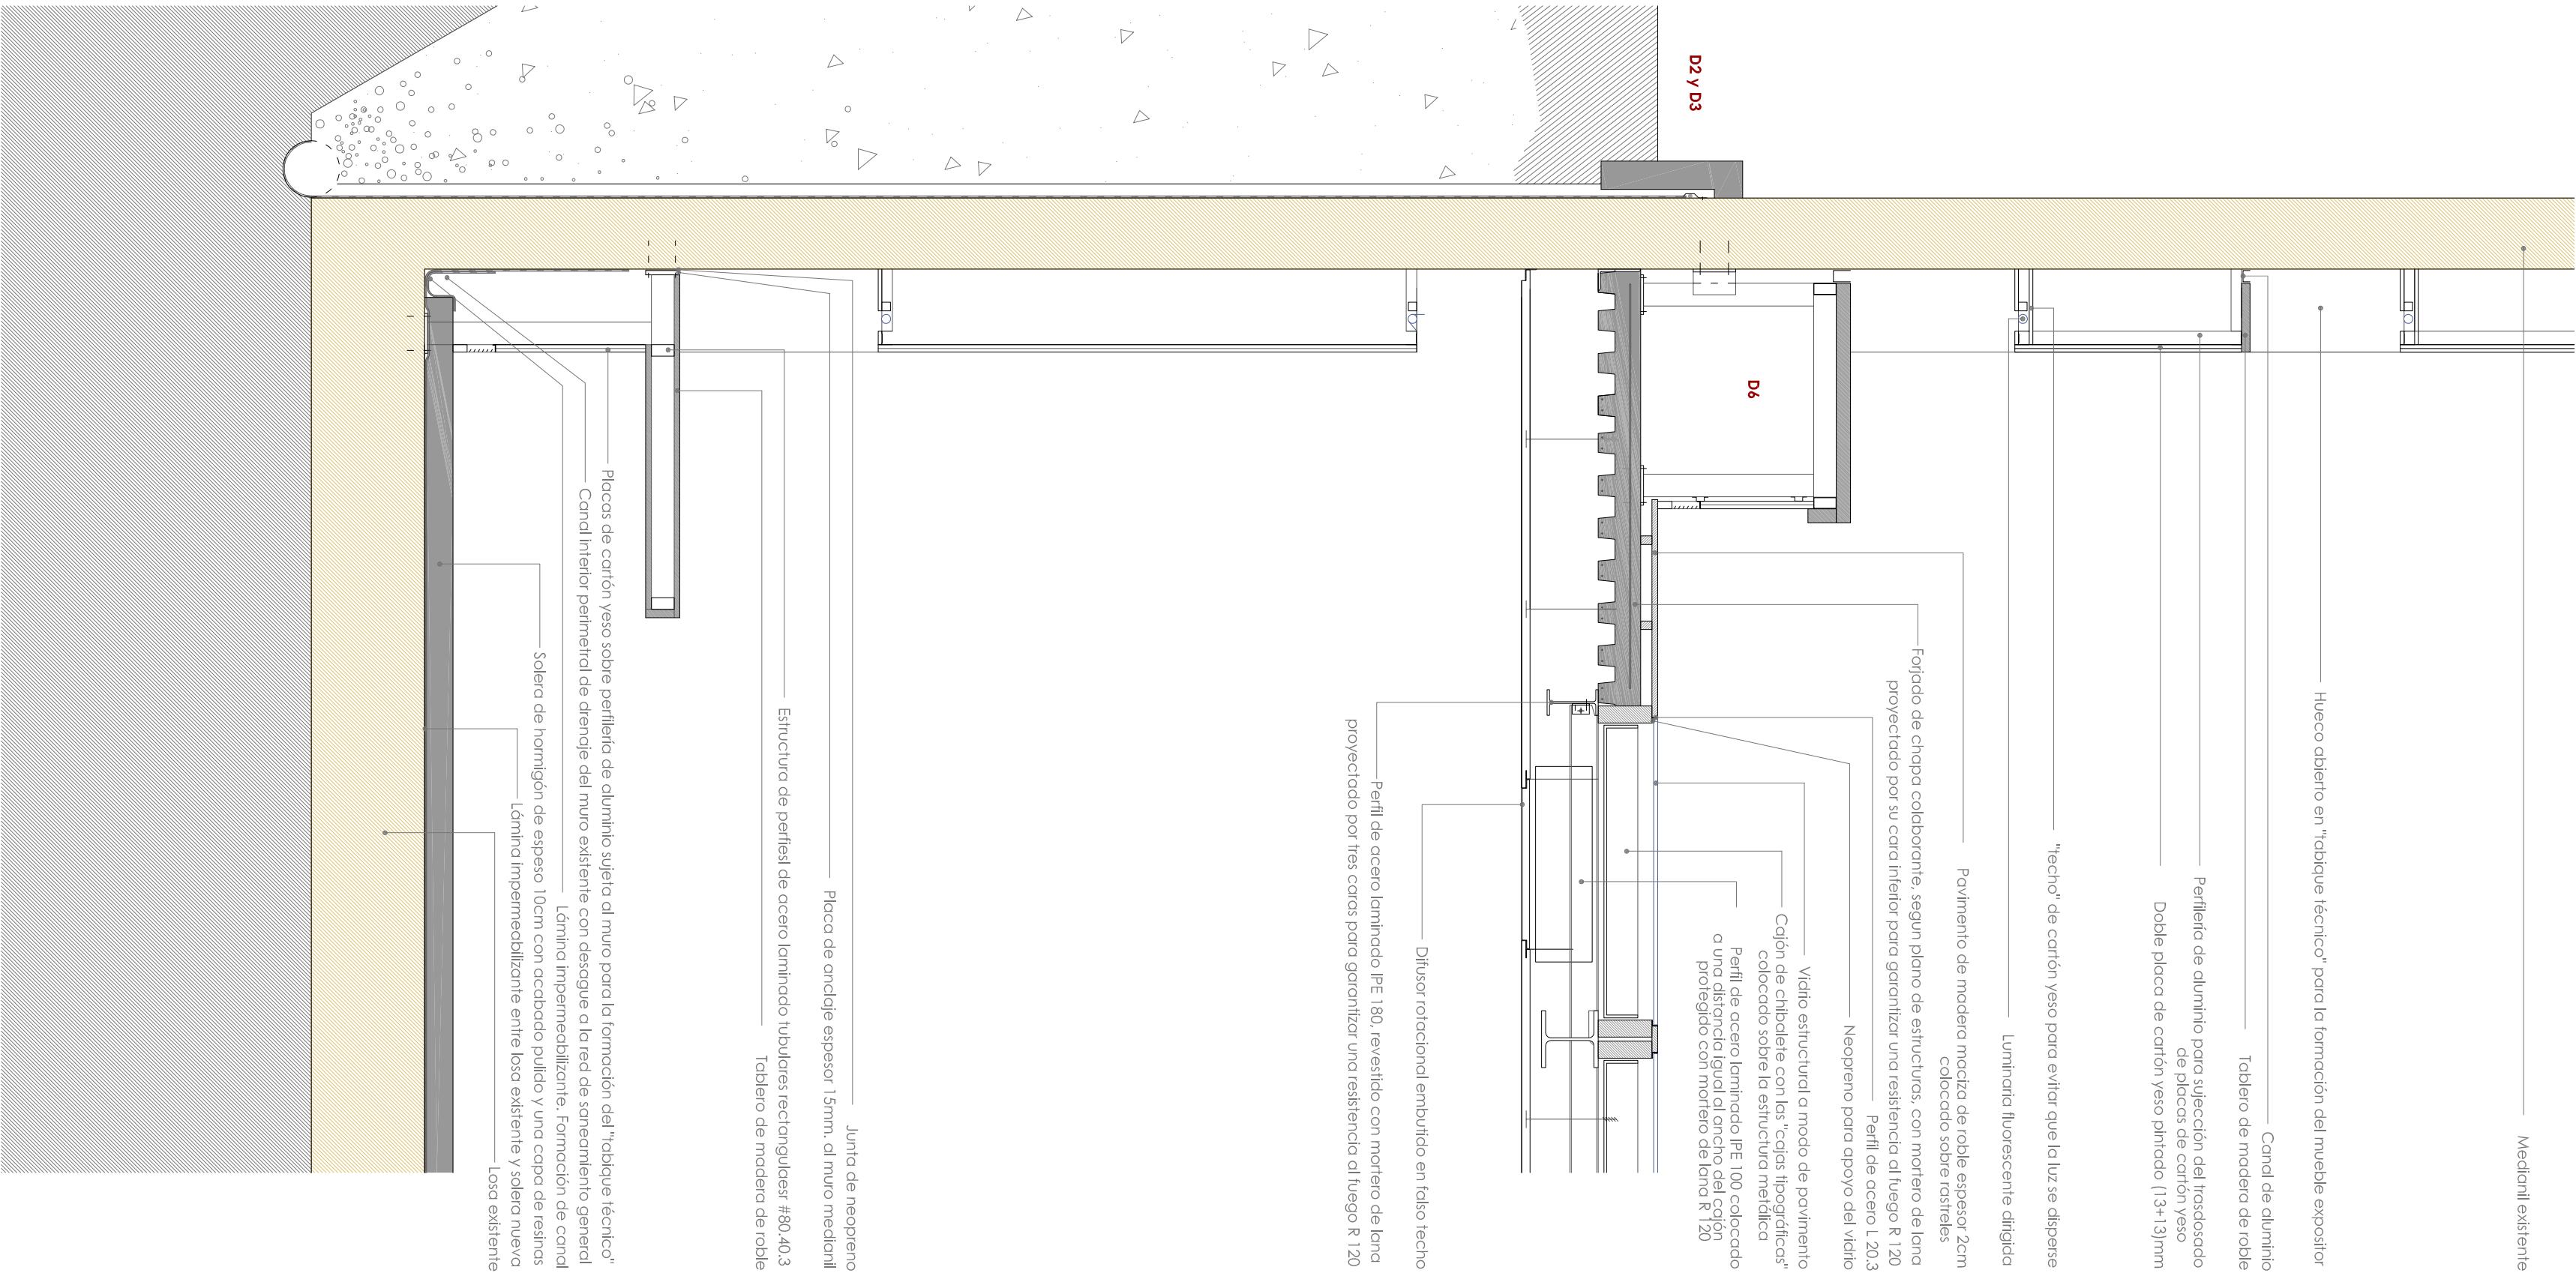 Medianil existente
Hueco abierto en "tabique técnico" para la formación del mueble expositor
Canal de aluminio
Tablero de madera de roble
Perfilería de aluminio para sujección del trasdosado
de placas de cartón yeso
Doble placa de cartón yeso pintado (13+13)mm
"techo" de cartón yeso para evitar que la luz se disperse
Luminaria fluorescente dirigida
Pavimento de madera maciza de roble espesor 2cm
colocado sobre rastreles
Forjado de chapa colaborante, segun plano de estructuras, con mortero de lana
proyectado por su cara inferior para garantizar una resistencia al fuego R 120
Perfil de acero L 20.3
Neopreno para apoyo del vidrio
Vidrio estructural a modo de pavimento
Cajón de chibalete con las "cajas tipográficas"
colocado sobre la estructura metálica
Perfil de acero laminado IPE 100 colocado
a una distancia igual al ancho del cajón
protegido con mortero de lana R 120
D6
D2 y D3
Difusor rotacional embutido en falso techo
Perfil de acero laminado IPE 180, revestido con mortero de lana
proyectado por tres caras para garantizar una resistencia al fuego R 120
Junta de neopreno
Placa de anclaje espesor 15mm. al muro medianil
Estructura de perfiesl de acero laminado tubulares rectangulaesr #80.40.3
Tablero de madera de roble
Placas de cartón yeso sobre perfilería de aluminio sujeta al muro para la formación del "tabique técnico"
Canal interior perimetral de drenaje del muro existente con desague a la red de saneamiento general
Lámina impermeabilizante. Formación de canal
Solera de hormigón de espeso 10cm con acabado pulido y una capa de resinas
Lámina impermeabilizante entre losa existente y solera nueva
Losa existente